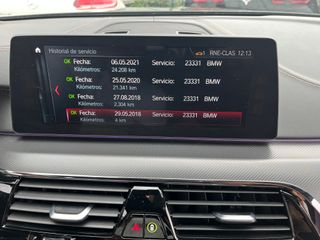 Historial de servicio
1 RNE-CLAS 12:13
OK Fecha: 06.05.2021 Servicio: 23331 BMW
Kilómetros: 24.208 km
OK Fecha: 25.05.2020 Servicio: 23331 BMW
Kilómetros: 21.341 km
OK Fecha: 27.08.2018 Servicio: 23331 BMW
Kilómetros: 2.304 km
OK Fecha: 29.05.2018 Servicio: 23331 BMW
Kilómetros: 4 km